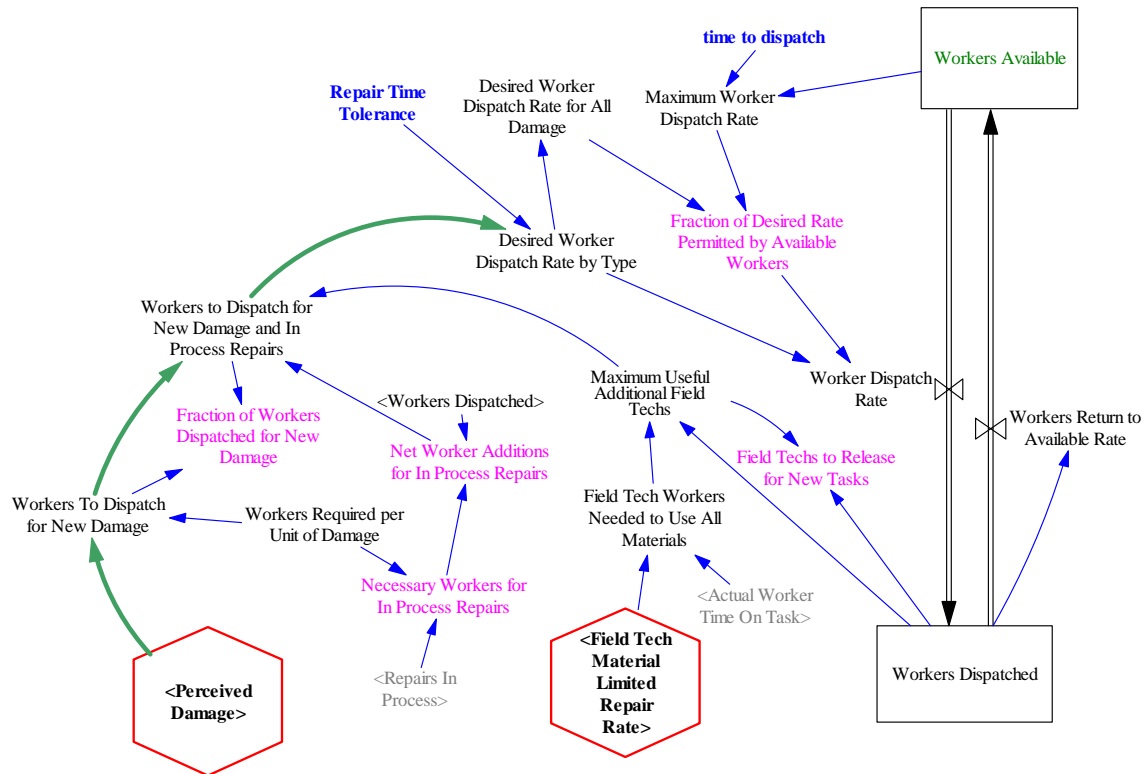 time to dispatch
Workers Available
Repair Time
Tolerance
Desired Worker
Dispatch Rate for All
Damage
Maximum Worker
Dispatch Rate
Desired Worker
Dispatch Rate by Type
Fraction of Desired Rate
Permitted by Available
Workers
Workers to Dispatch for
New Damage and In
Process Repairs
Maximum Useful
Additional Field
Techs
Worker Dispatch
Rate
Workers Return to
Available Rate
<Workers Dispatched>
Fraction of Workers
Dispatched for New
Damage
Net Worker Additions
for In Process Repairs
Field Techs to Release
for New Tasks
Workers To Dispatch
for New Damage
Workers Required per
Unit of Damage
Field Tech Workers
Needed to Use All
Materials
Necessary Workers for
In Process Repairs
<Actual Worker
Time On Task>
<Perceived
Damage>
<Repairs In
Process>
<Field Tech
Material
Limited
Repair
Rate>
Workers Dispatched